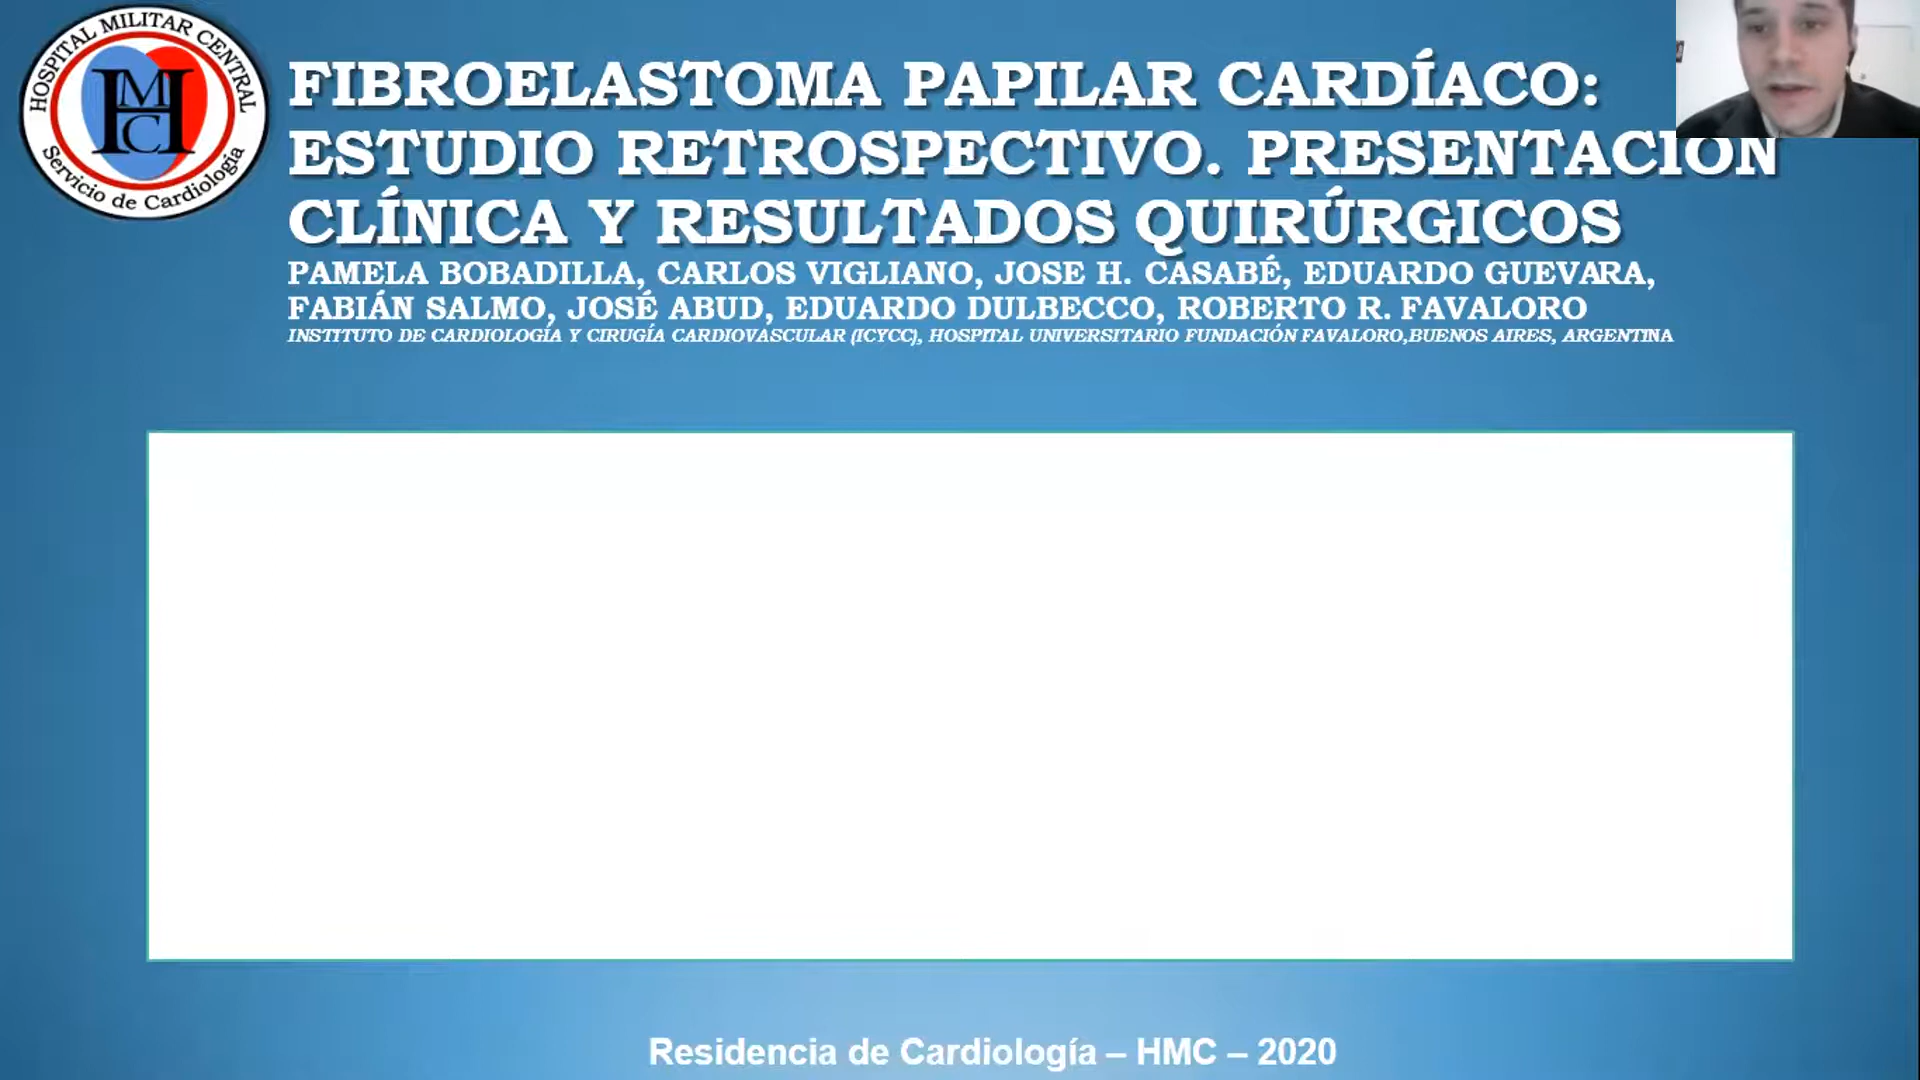 HOSPITAL MILITAR CENTRAL
HMC
Servicio de Cardiología
FIBROELASTOMA PAPILAR CARDÍACO:
ESTUDIO RETROSPECTIVO. PRESENTACIÓN
CLÍNICA Y RESULTADOS QUIRÚRGICOS
PAMELA BOBADILLA, CARLOS VIGLIANO, JOSE H. CASABÉ, EDUARDO GUEVARA,
FABIÁN SALMO, JOSÉ ABUD, EDUARDO DULBECCO, ROBERTO R. FAVALORO
INSTITUTO DE CARDIOLOGÍA Y CIRUGÍA CARDIOVASCULAR (ICYCC), HOSPITAL UNIVERSITARIO FUNDACIÓN FAVALORO,BUENOS AIRES, ARGENTINA
Residencia de Cardiología – HMC – 2020